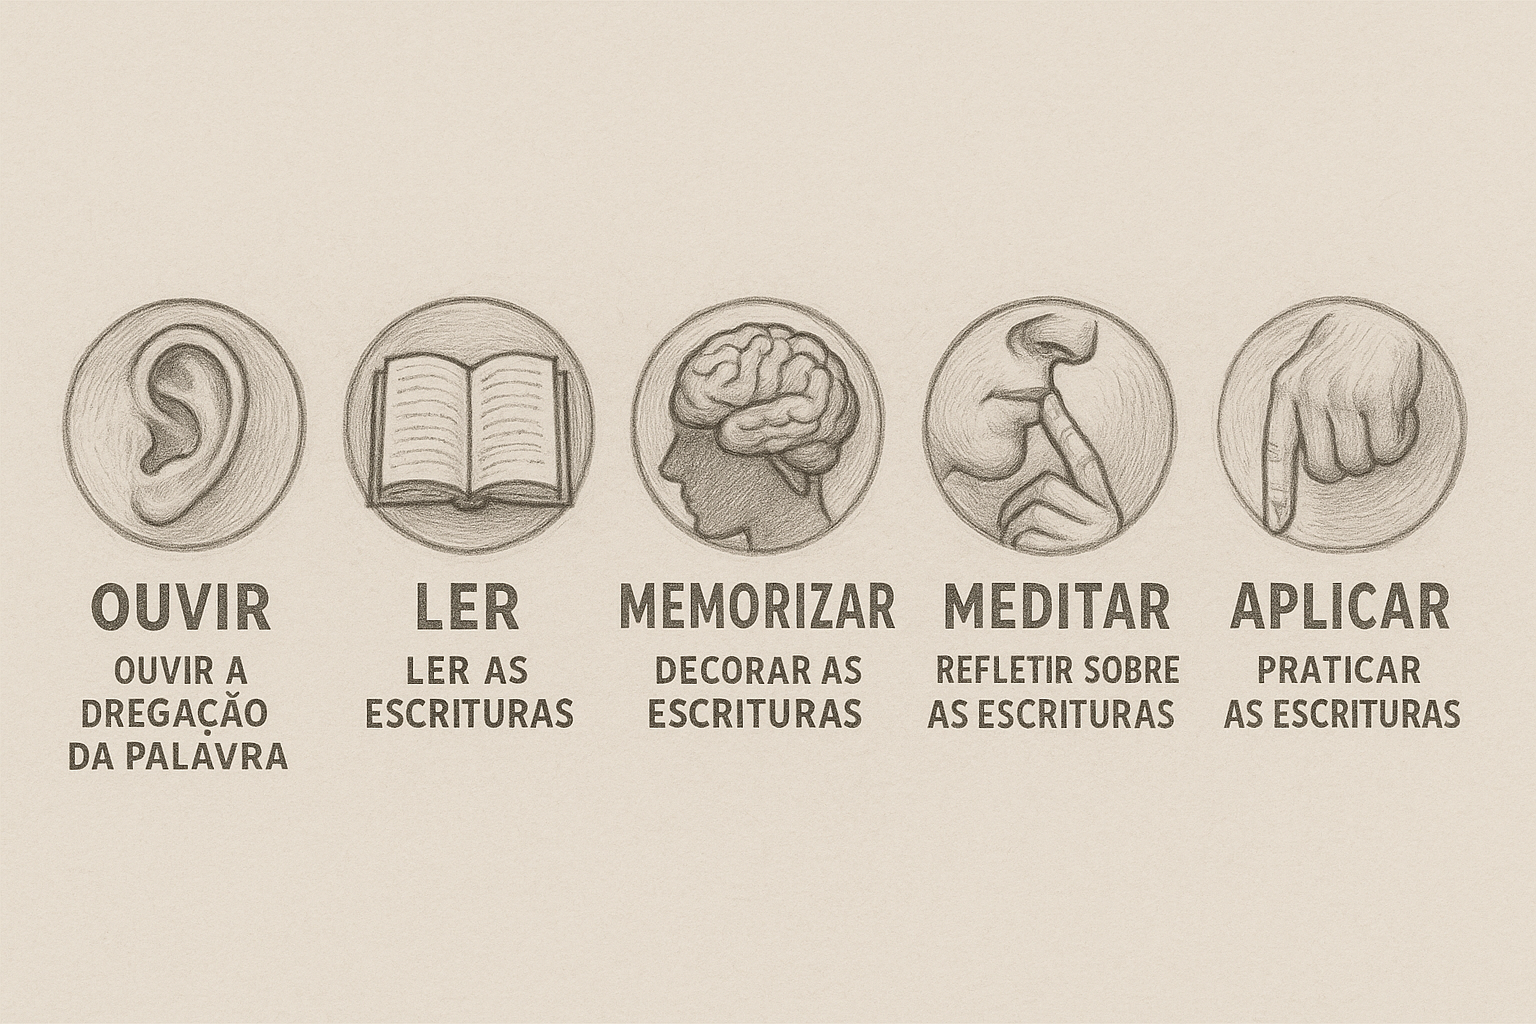 OUVIR
OUVIR A
DREGAÇÃO
DA PALAVRA
LER
LER AS
ESCRITURAS
MEMORIZAR
DECORAR AS
ESCRITURAS
MEDITAR
REFLETIR SOBRE
AS ESCRITURAS
APLICAR
PRATICAR
AS ESCRITURAS